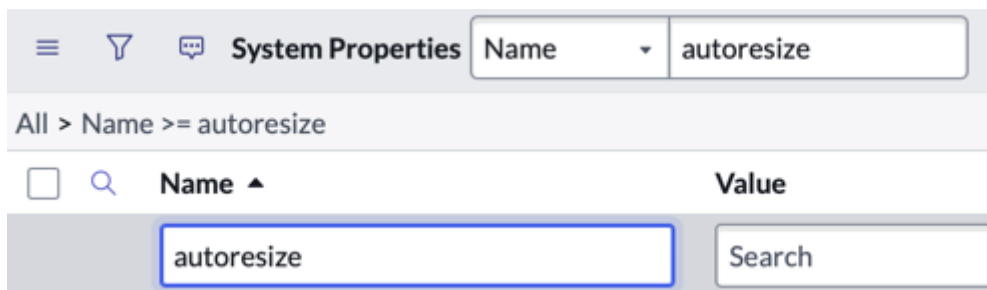 System Properties Name autoresize
All > Name >= autoresize
Name Value
autoresize Search